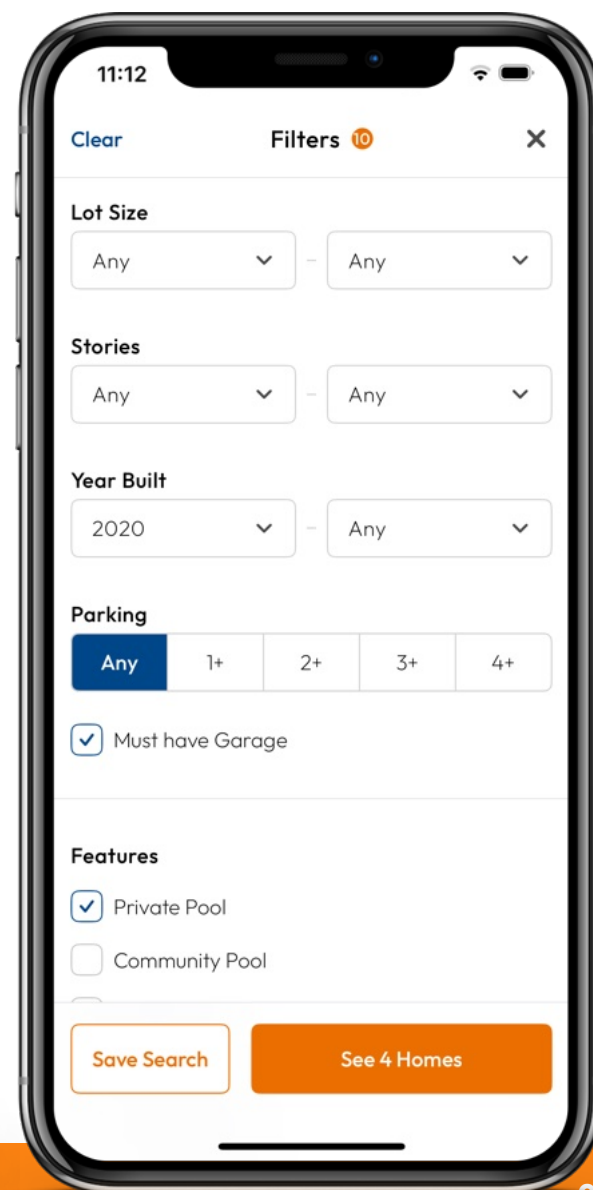 11:12
Clear Filters 10
Lot Size
Any - Any
Stories
Any - Any
Year Built
2020 - Any
Parking
Any 1+ 2+ 3+ 4+
Must have Garage
Features
Private Pool
Community Pool
Save Search See 4 Homes